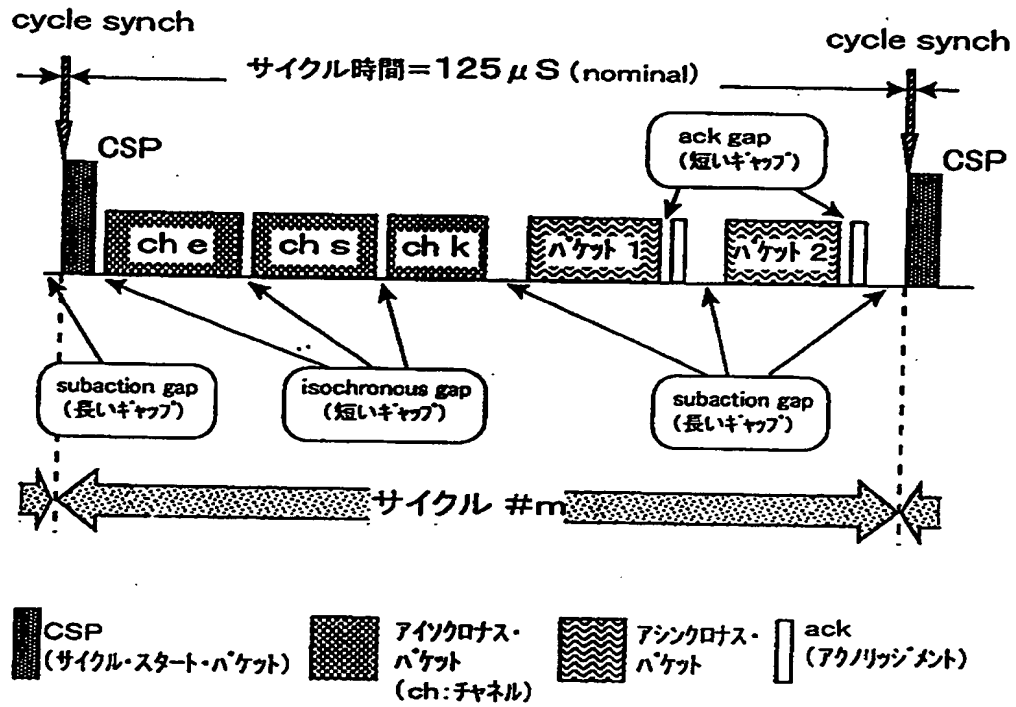 cycle synch
cycle synch
サイクル時間＝125μS (nominal)
CSP
ack gap
(短いギャップ)
CSP
ch e
ch s
ch k
パケット 1
パケット 2
subaction gap
(長いギャップ)
isochronous gap
(短いギャップ)
subaction gap
(長いギャップ)
サイクル #m
CSP
(サイクル・スタート・パケット)
アイソクロナス・
パケット
(ch:チャネル)
アシンクロナス・
パケット
ack
(アクノリッジメント)